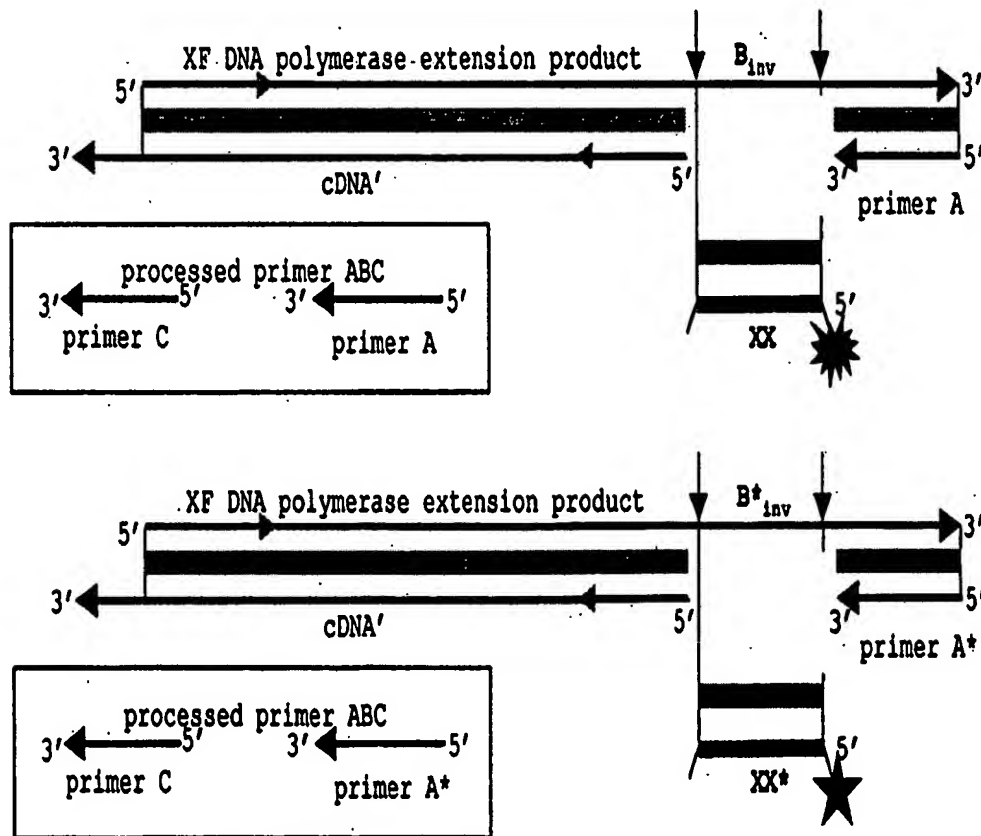 XF DNA polymerase extension product
B inv
5'
3'
3'
cDNA'
5'
3'
5'
primer A
processed primer ABC
3'
5'
3'
5'
primer C
primer A
5'
XX
XF DNA polymerase extension product
B* inv
5'
3'
3'
cDNA'
5'
3'
5'
primer A*
processed primer ABC
3'
5'
3'
5'
primer C
primer A*
5'
XX*